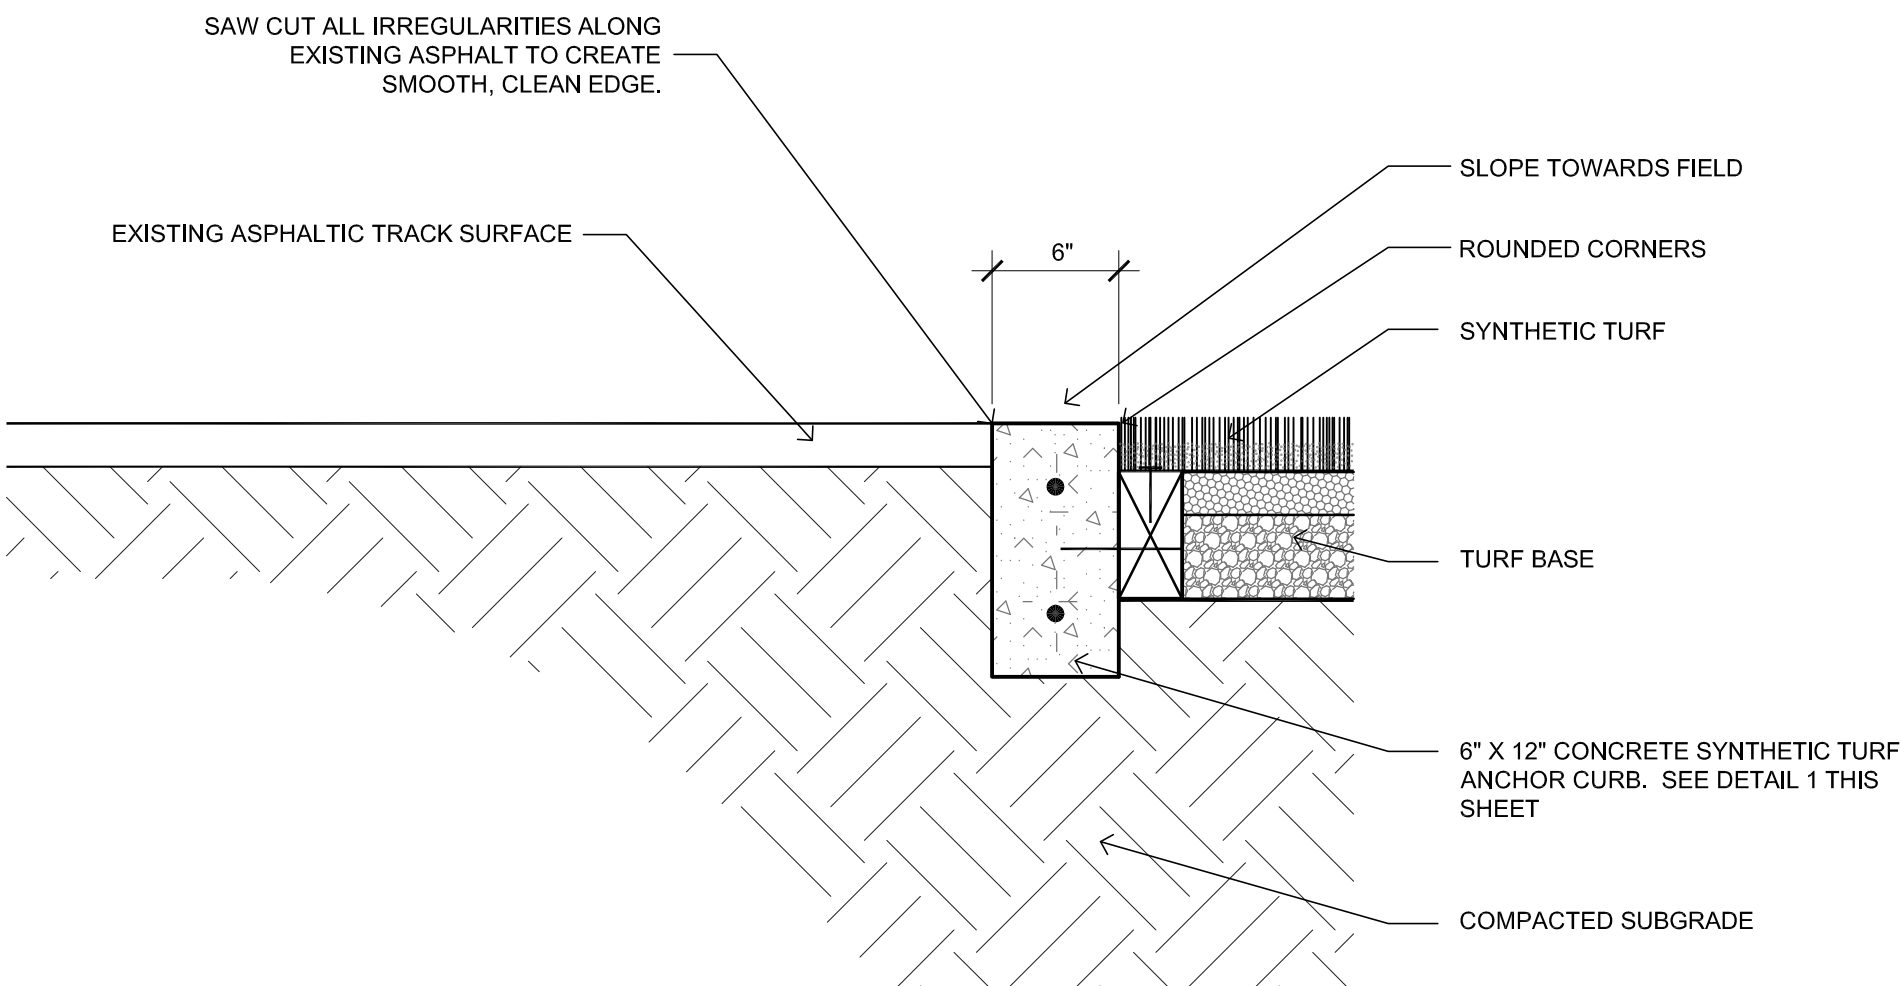 SAW CUT ALL IRREGULARITIES ALONG
EXISTING ASPHALT TO CREATE
SMOOTH, CLEAN EDGE.
SLOPE TOWARDS FIELD
EXISTING ASPHALTIC TRACK SURFACE
6"
ROUNDED CORNERS
SYNTHETIC TURF
TURF BASE
6" X 12" CONCRETE SYNTHETIC TURF
ANCHOR CURB. SEE DETAIL 1 THIS
SHEET
COMPACTED SUBGRADE